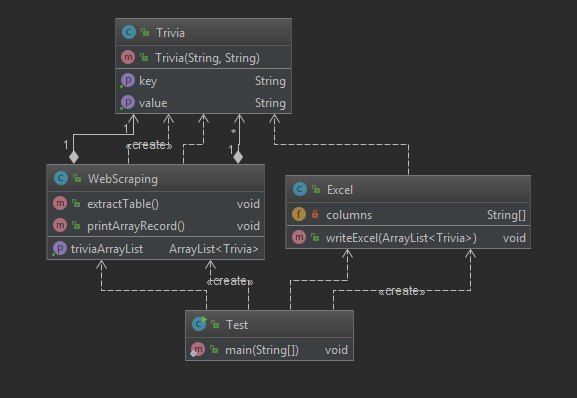 Trivia
Trivia(String, String)
key String
value String
1
«create»
*
1
1
WebScraping
extractTable() void
printArrayRecord() void
triviaArrayList ArrayList<Trivia>
Excel
columns String[]
writeExcel(ArrayList<Trivia>) void
«create»
«create»
Test
main(String[]) void